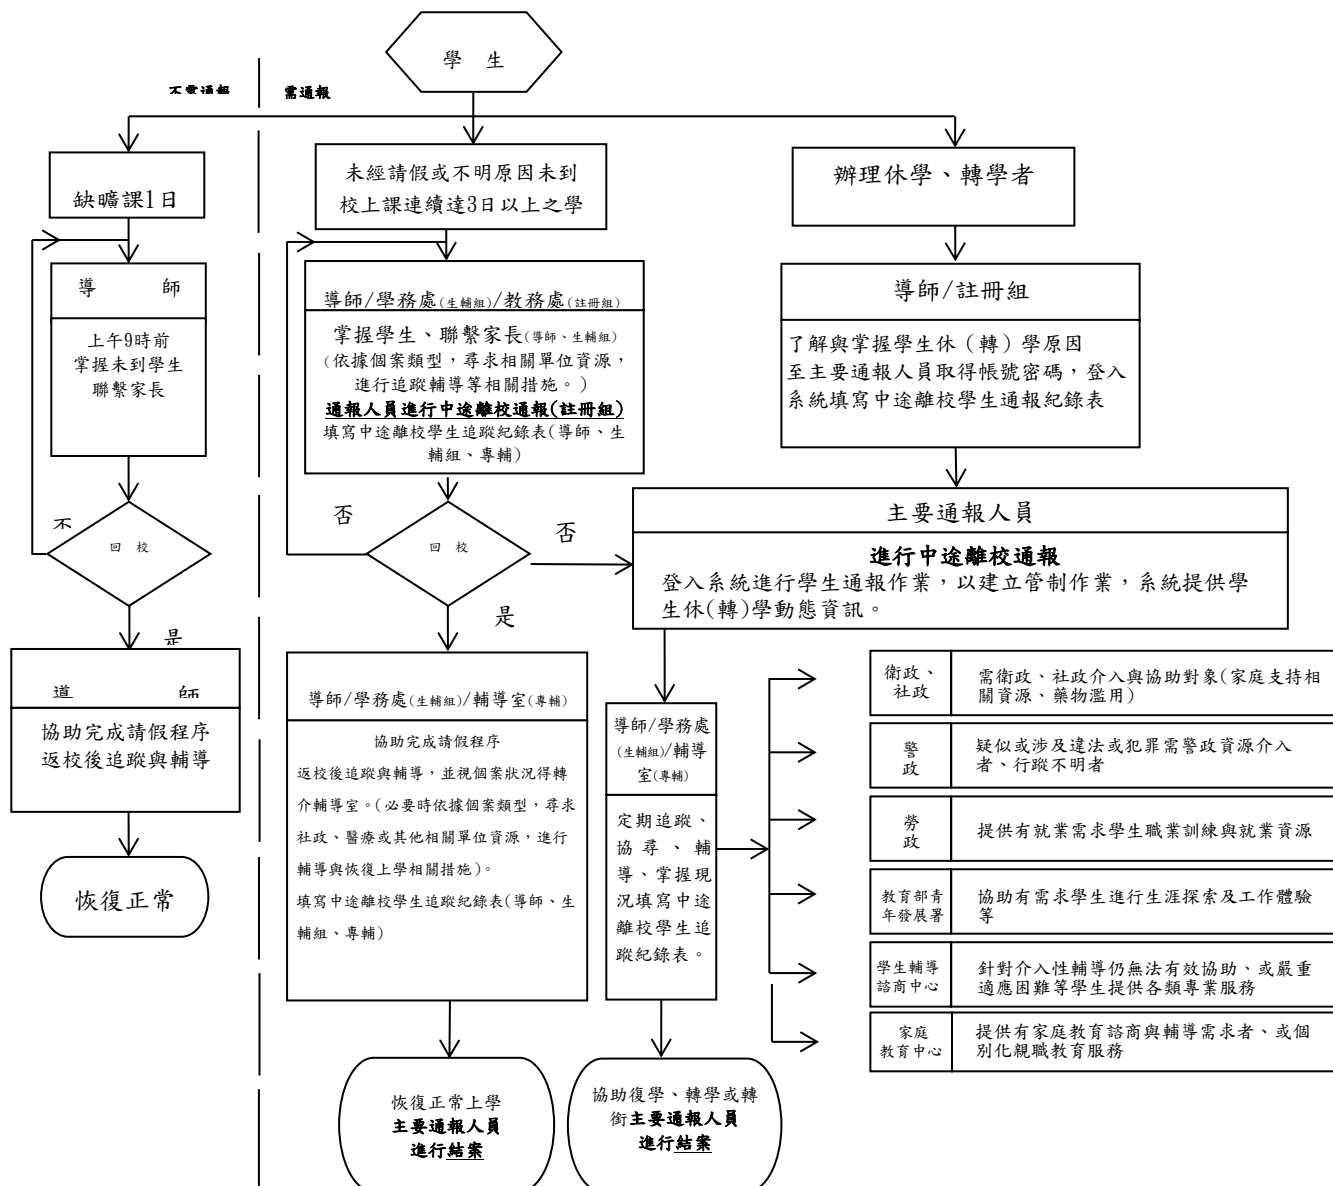 學 生
不需通報
需通報
缺曠課1日
導 師
上午9時前
掌握未到學生
聯繫家長
回 校
是
導 師
協助完成請假程序
返校後追蹤與輔導
恢復正常
未經請假或不明原因未到
校上課連續達3日以上之學
導師/學務處(生輔組)/教務處(註冊組)
掌握學生、聯繫家長(導師、生輔組)
(依據個案類型，尋求相關單位資源，
進行追蹤輔導等相關措施。)
通報人員進行中途離校通報(註冊組)
填寫中途離校學生追蹤紀錄表(導師、生
輔組、專輔)
否
回 校
否
是
導師/學務處(生輔組)/輔導室(專輔)
協助完成請假程序
返校後追蹤與輔導，並視個案狀況得轉
介輔導室。(必要時依據個案類型，尋求
社政、醫療或其他相關單位資源，進行
輔導與恢復上學相關措施)。
填寫中途離校學生追蹤紀錄表(導師、生
輔組、專輔)
恢復正常上學
主要通報人員
進行結案
辦理休學、轉學者
導師/註冊組
了解與掌握學生休（轉）學原因
至主要通報人員取得帳號密碼，登入
系統填寫中途離校學生通報紀錄表
主要通報人員
進行中途離校通報
登入系統進行學生通報作業，以建立管制作業，系統提供學
生休(轉)學動態資訊。
導師/學務處
(生輔組)/輔導
室(專輔)
定期追蹤、
協尋、輔
導、掌握現
況填寫中途
離校學生追
蹤紀錄表。
協助復學、轉學或轉
銜主要通報人員
進行結案
衛政、
社政
需衛政、社政介入與協助對象(家庭支持相
關資源、藥物濫用)
警
政
疑似或涉及違法或犯罪需警政資源介入
者、行蹤不明者
勞
政
提供有就業需求學生職業訓練與就業資源
教育部青
年發展署
協助有需求學生進行生涯探索及工作體驗
等
學生輔導
諮商中心
針對介入性輔導仍無法有效協助、或嚴重
適應困難等學生提供各類專業服務
家庭
教育中心
提供有家庭教育諮商與輔導需求者、或個
別化親職教育服務